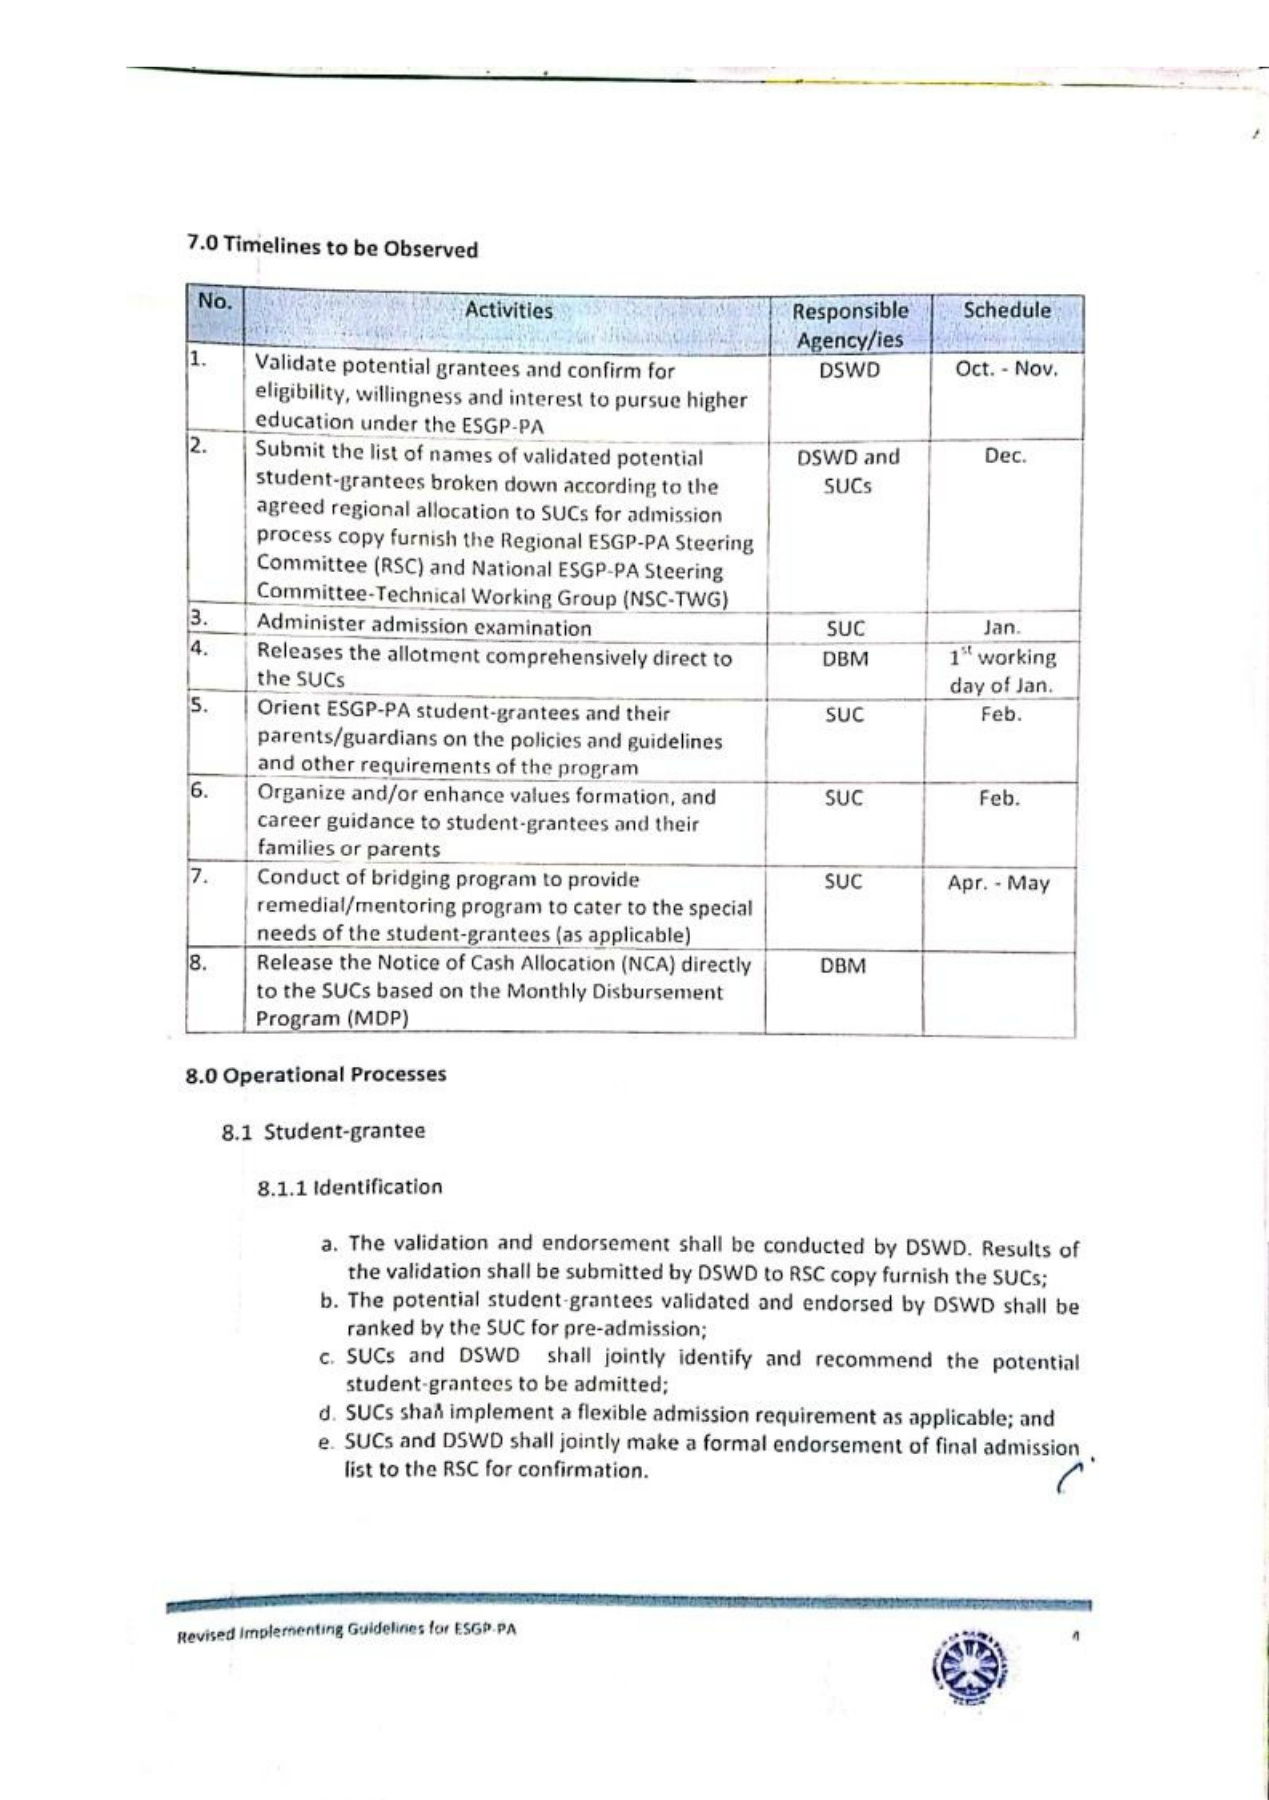 7.0 Timelines to be Observed
No.
Activities
Responsible
Agency/ies
Schedule
1.
Validate potential grantees and confirm for
eligibility, willingness and interest to pursue higher
education under the ESGP-PA
DSWD
Oct. - Nov.
2.
Submit the list of names of validated potential
student-grantees broken down according to the
agreed regional allocation to SUCs for admission
process copy furnish the Regional ESGP-PA Steering
Committee (RSC) and National ESGP-PA Steering
Committee-Technical Working Group (NSC-TWG)
DSWD and
SUCs
Dec.
3.
Administer admission examination
SUC
Jan.
4.
Releases the allotment comprehensively direct to
the SUCs
DBM
1st working
day of Jan.
5.
Orient ESGP-PA student-grantees and their
parents/guardians on the policies and guidelines
and other requirements of the program
SUC
Feb.
6.
Organize and/or enhance values formation, and
career guidance to student-grantees and their
families or parents
SUC
Feb.
7.
Conduct of bridging program to provide
remedial/mentoring program to cater to the special
needs of the student-grantees (as applicable)
SUC
Apr. - May
8.
Release the Notice of Cash Allocation (NCA) directly
to the SUCs based on the Monthly Disbursement
Program (MDP)
DBM
8.0 Operational Processes
8.1 Student-grantee
8.1.1 Identification
a. The validation and endorsement shall be conducted by DSWD. Results of
the validation shall be submitted by DSWD to RSC copy furnish the SUCs;
b. The potential student-grantees validated and endorsed by DSWD shall be
ranked by the SUC for pre-admission;
c. SUCs and DSWD shall jointly identify and recommend the potential
student-grantees to be admitted;
d. SUCs shall implement a flexible admission requirement as applicable; and
e. SUCs and DSWD shall jointly make a formal endorsement of final admission
list to the RSC for confirmation.
Revised Implementing Guidelines for ESGP-PA
4